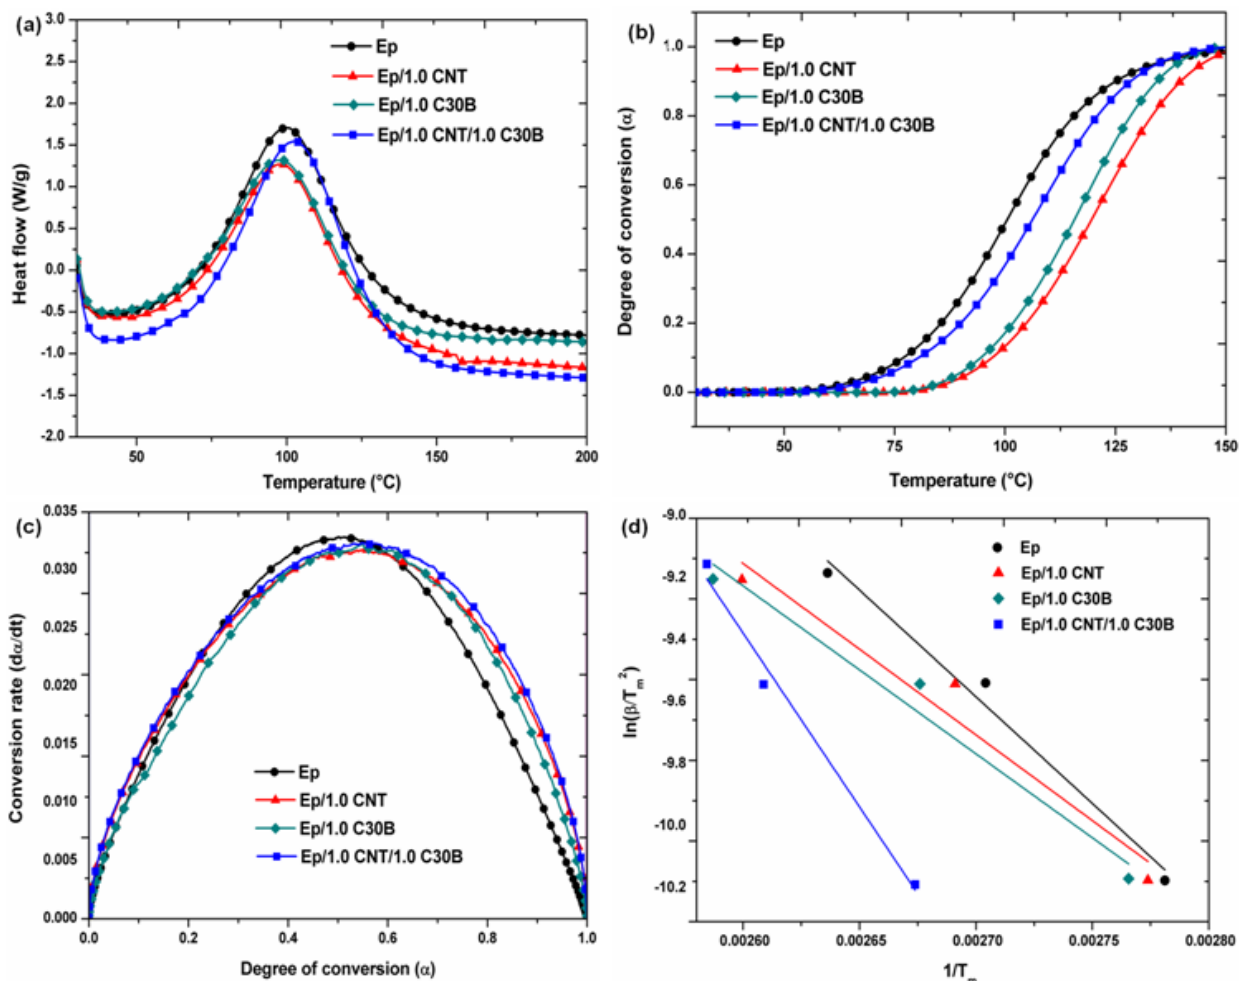 (a)
3.0
2.5
2.0
1.5
1.0
0.5
0.0
-0.5
-1.0
-1.5
-2.0
Heat flow (W/g)
Ep
Ep/1.0 CNT
Ep/1.0 C30B
Ep/1.0 CNT/1.0 C30B
50 100 150 200
Temperature (°C)
(b)
1.0
0.8
0.6
0.4
0.2
0.0
Degree of conversion (α)
Ep
Ep/1.0 CNT
Ep/1.0 C30B
Ep/1.0 CNT/1.0 C30B
50 75 100 125 150
Temperature (°C)
(c)
0.035
0.030
0.025
0.020
0.015
0.010
0.005
0.000
Conversion rate (dα/dt)
Ep
Ep/1.0 CNT
Ep/1.0 C30B
Ep/1.0 CNT/1.0 C30B
0.0 0.2 0.4 0.6 0.8 1.0
Degree of conversion (α)
(d)
-9.0
-9.2
-9.4
-9.6
-9.8
-10.0
-10.2
ln(β/Tm²)
Ep
Ep/1.0 CNT
Ep/1.0 C30B
Ep/1.0 CNT/1.0 C30B
0.00260 0.00265 0.00270 0.00275 0.00280
1/Tm